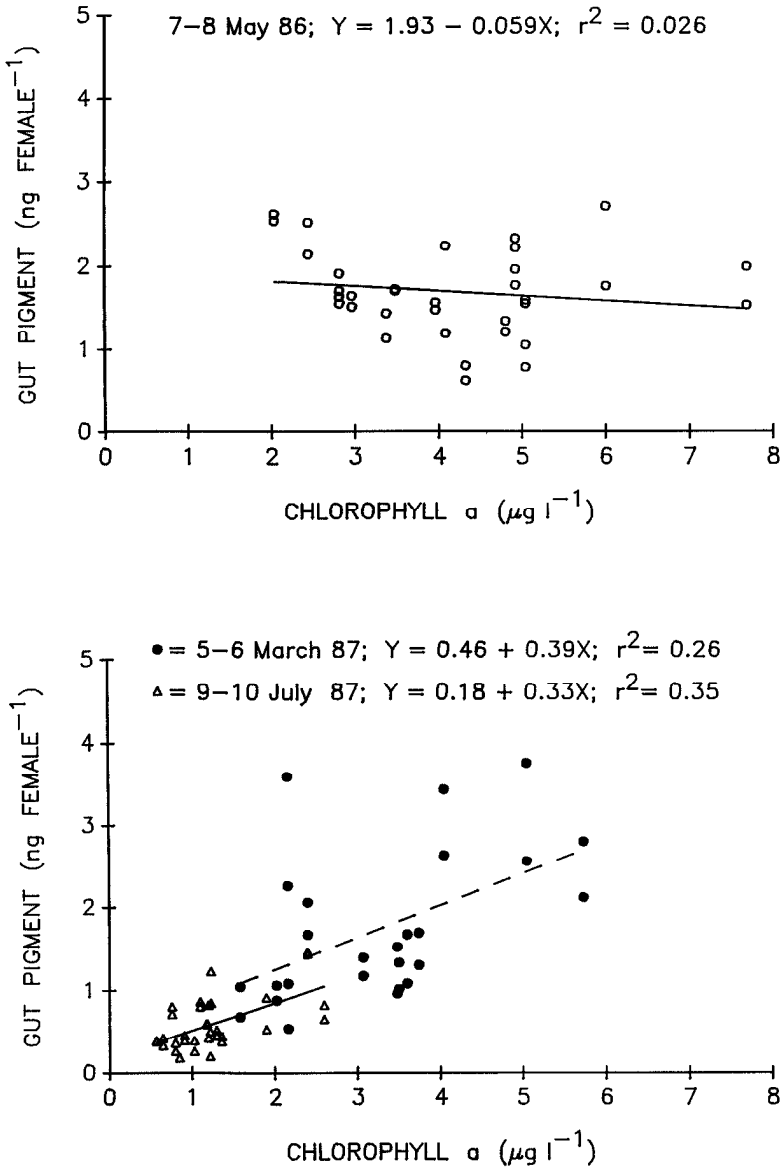 7–8 May 86; Y = 1.93 – 0.059X; r² = 0.026
5
4
3
2
1
0
GUT PIGMENT (ng FEMALE⁻¹)
0 1 2 3 4 5 6 7 8
CHLOROPHYLL a (μg l⁻¹)
● = 5–6 March 87; Y = 0.46 + 0.39X; r² = 0.26
△ = 9–10 July 87; Y = 0.18 + 0.33X; r² = 0.35
5
4
3
2
1
0
GUT PIGMENT (ng FEMALE⁻¹)
0 1 2 3 4 5 6 7 8
CHLOROPHYLL a (μg l⁻¹)